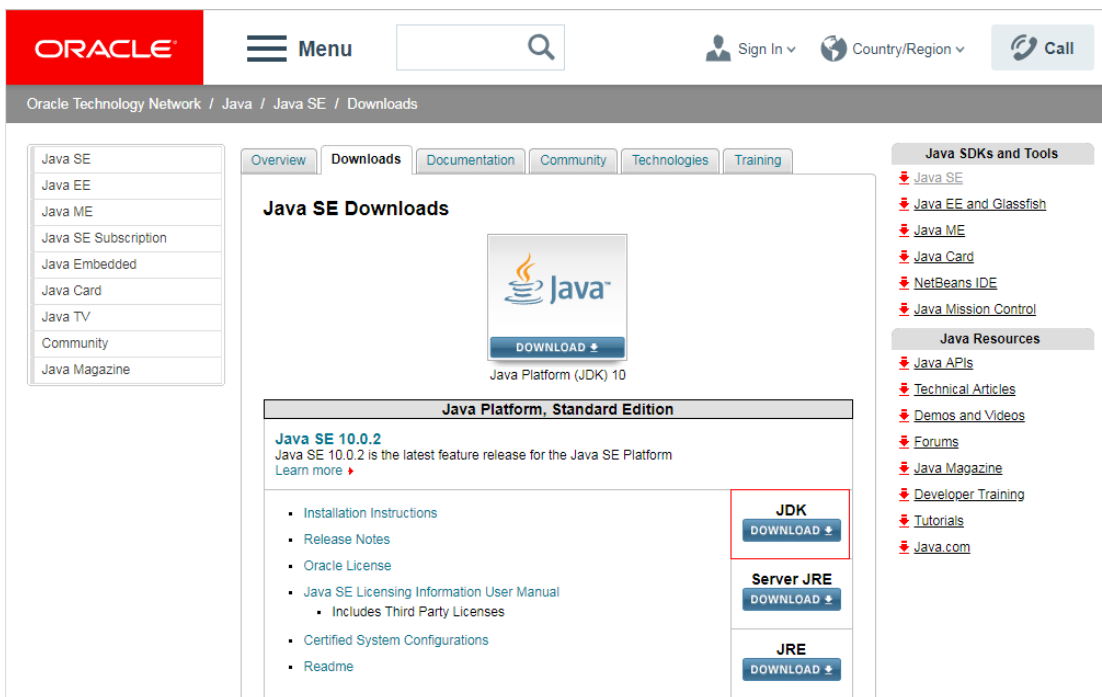 ORACLE
Menu
Sign In
Country/Region
Call
Oracle Technology Network / Java / Java SE / Downloads
Java SE
Java EE
Java ME
Java SE Subscription
Java Embedded
Java Card
Java TV
Community
Java Magazine
Overview
Downloads
Documentation
Community
Technologies
Training
Java SE Downloads
Java™
DOWNLOAD
Java Platform (JDK) 10
Java Platform, Standard Edition
Java SE 10.0.2
Java SE 10.0.2 is the latest feature release for the Java SE Platform
Learn more
Installation Instructions
Release Notes
Oracle License
Java SE Licensing Information User Manual
Includes Third Party Licenses
Certified System Configurations
Readme
JDK
DOWNLOAD
Server JRE
DOWNLOAD
JRE
DOWNLOAD
Java SDKs and Tools
Java SE
Java EE and Glassfish
Java ME
Java Card
NetBeans IDE
Java Mission Control
Java Resources
Java APIs
Technical Articles
Demos and Videos
Forums
Java Magazine
Developer Training
Tutorials
Java.com